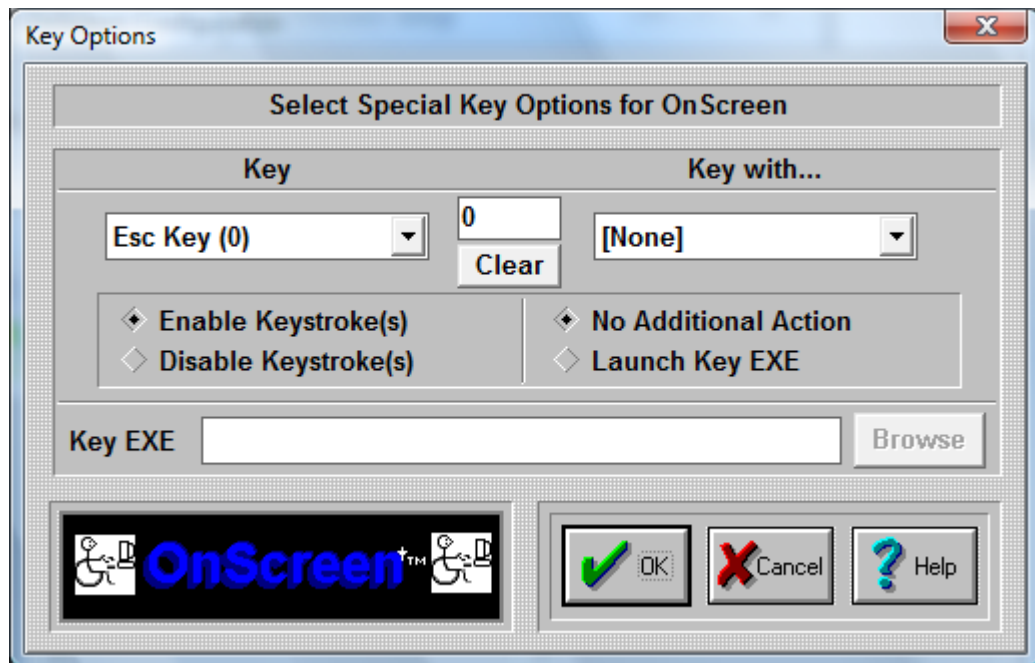 Key Options
Select Special Key Options for OnScreen
Key
Key with...
Esc Key (0)
0
[None]
Clear
Enable Keystroke(s)
No Additional Action
Disable Keystroke(s)
Launch Key EXE
Key EXE
Browse
OnScreen™
OK
Cancel
Help